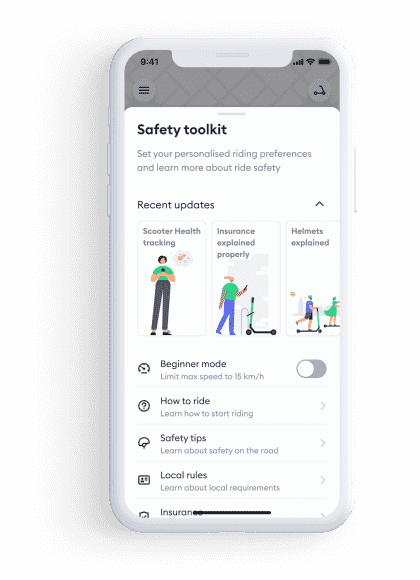 9:41
Safety toolkit
Set your personalised riding preferences
and learn more about ride safety
Recent updates
Scooter Health
tracking
Insurance
explained
properly
Helmets
explained
Beginner mode
Limit max speed to 15 km/h
How to ride
Learn how to start riding
Safety tips
Learn about safety on the road
Local rules
Learn about local requirements
Insurance